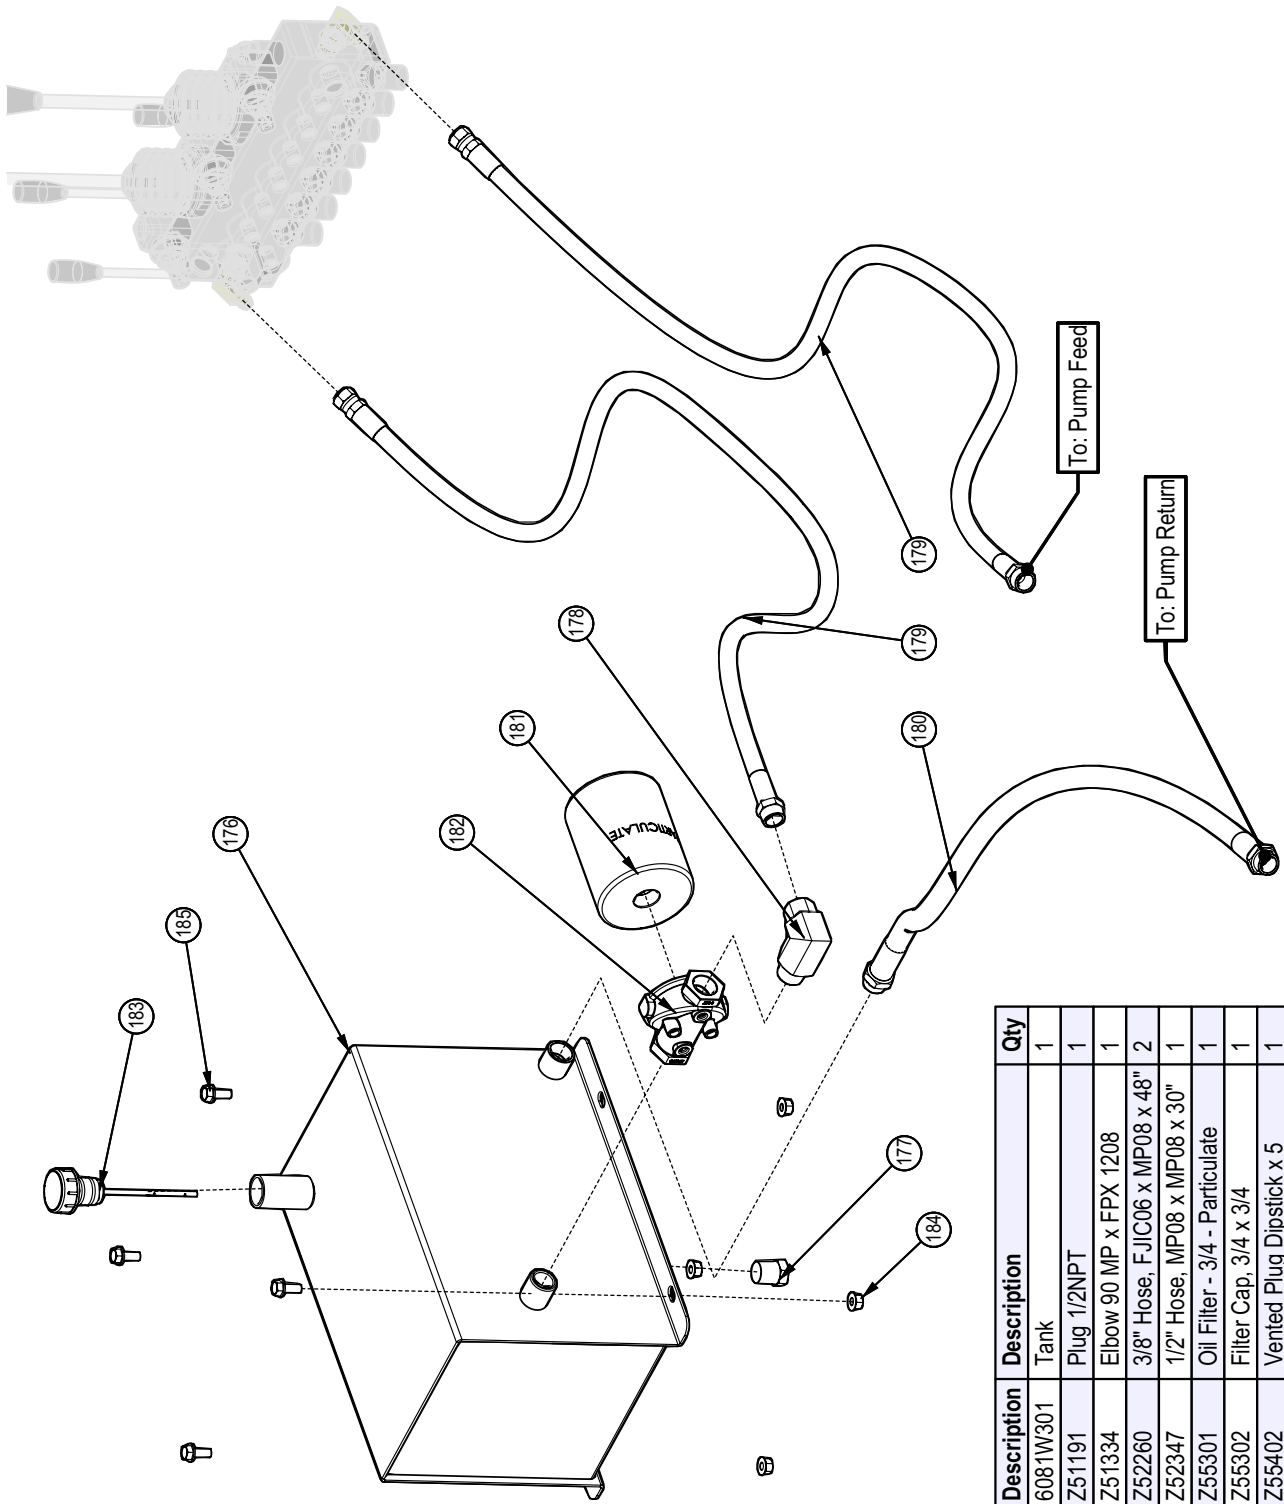 To: Pump Feed
To: Pump Return
179
179
178
180
181
182
176
185
183
177
184
PARTICULATE
Description Description Qty
6081W301 Tank 1
Z51191 Plug 1/2NPT 1
Z51334 Elbow 90 MP x FPX 1208 1
Z52260 3/8" Hose, FJIC06 x MP08 x 48" 2
Z52347 1/2" Hose, MP08 x MP08 x 30" 1
Z55301 Oil Filter - 3/4 - Particulate 1
Z55302 Filter Cap, 3/4 x 3/4 1
Z55402 Vented Plug Dipstick x 5 1